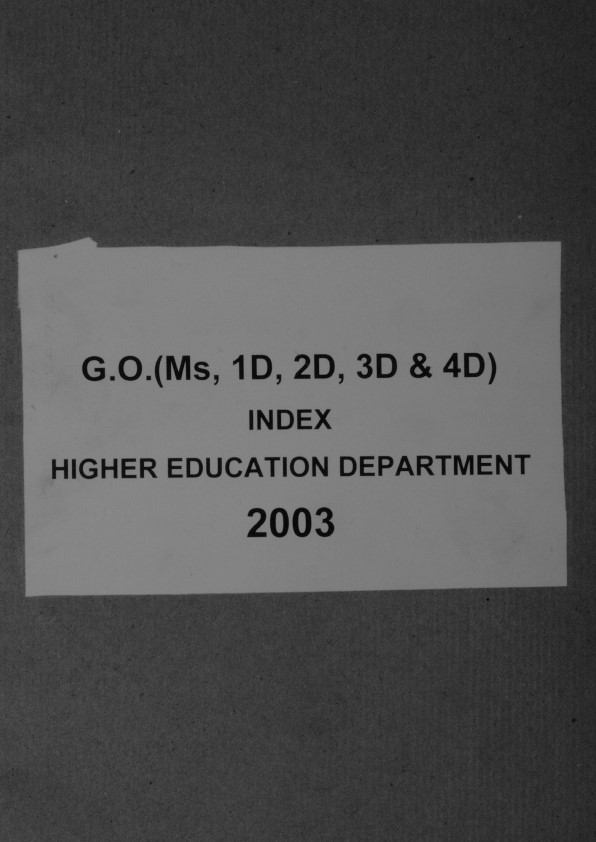 G.O.(Ms, 1D, 2D, 3D & 4D)
INDEX
HIGHER EDUCATION DEPARTMENT
2003